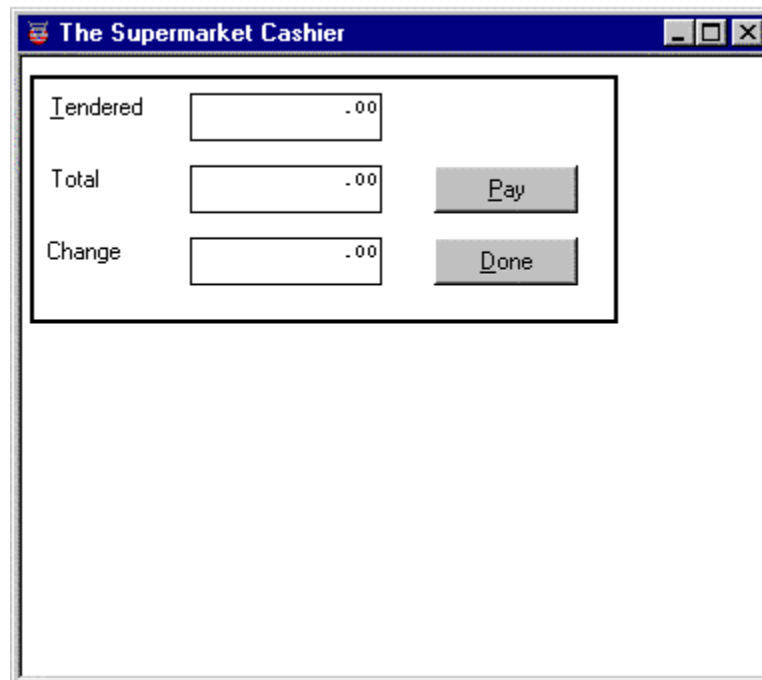 The Supermarket Cashier
Tendered .00
Total .00 Pay
Change .00 Done